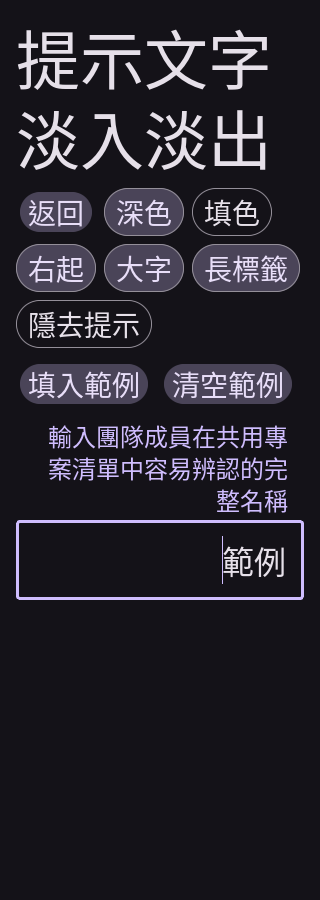 提示文字
淡入淡出
返回
深色
填色
右起
大字
長標籤
隱去提示
填入範例
清空範例
輸入團隊成員在共用專
案清單中容易辨認的完
整名稱
範例